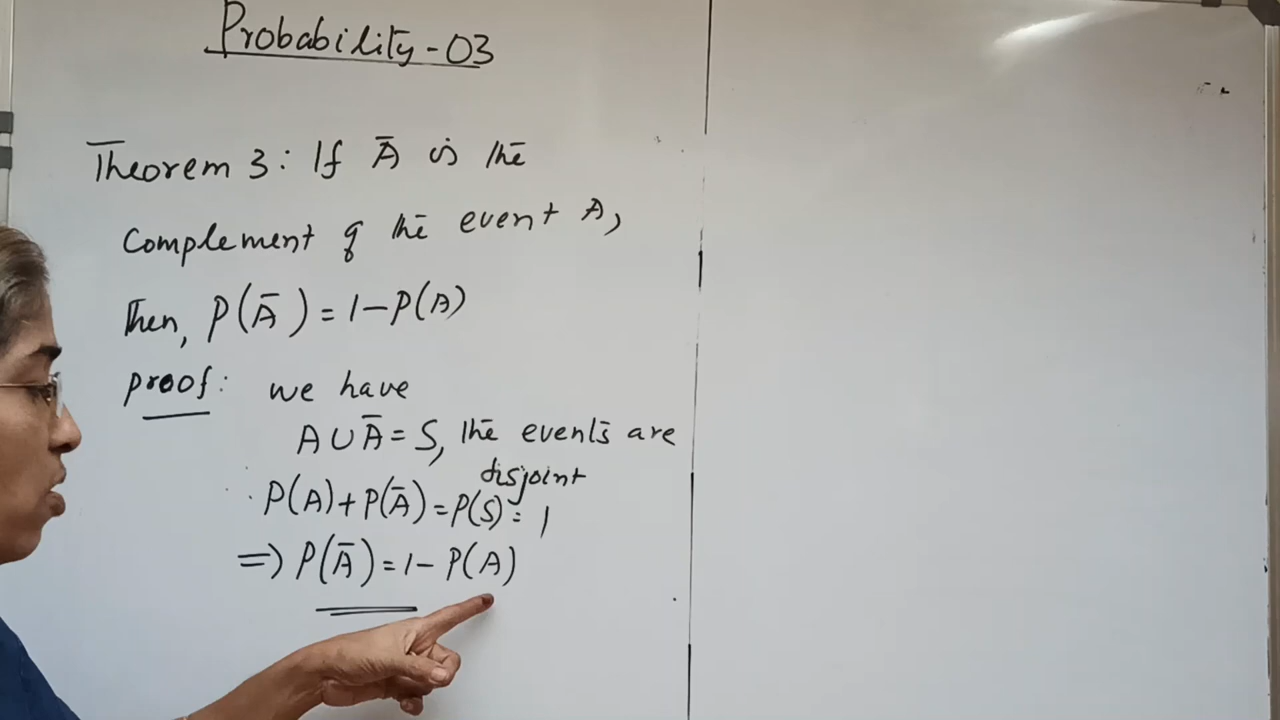 Probability-03
Theorem 3: If Ā is the
Complement of the event A,
Then, P(Ā) = 1-P(A)
proof: we have
A∪Ā = S, the events are
disjoint
P(A)+P(Ā) = P(S) = 1
⇒ P(Ā) = 1- P(A)